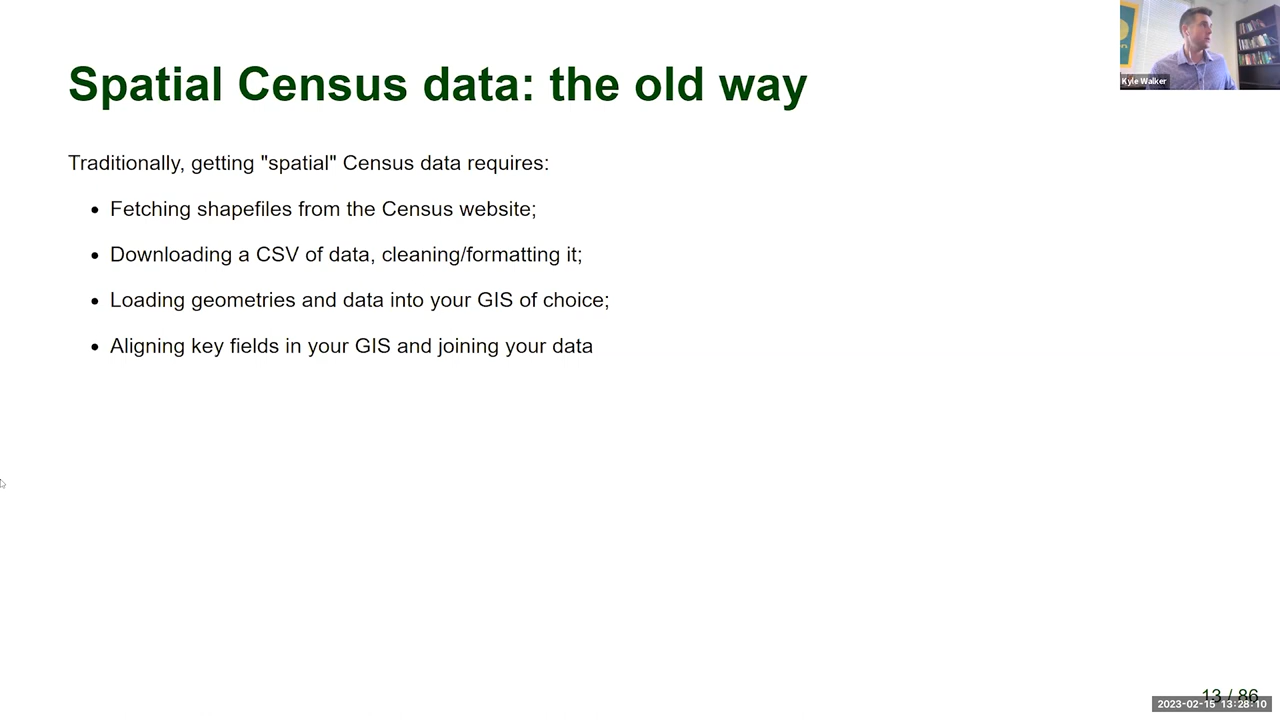 Spatial Census data: the old way
Traditionally, getting "spatial" Census data requires:
Fetching shapefiles from the Census website;
Downloading a CSV of data, cleaning/formatting it;
Loading geometries and data into your GIS of choice;
Aligning key fields in your GIS and joining your data
Kyle Walker
13 / 86
2023-02-15 13:28:10